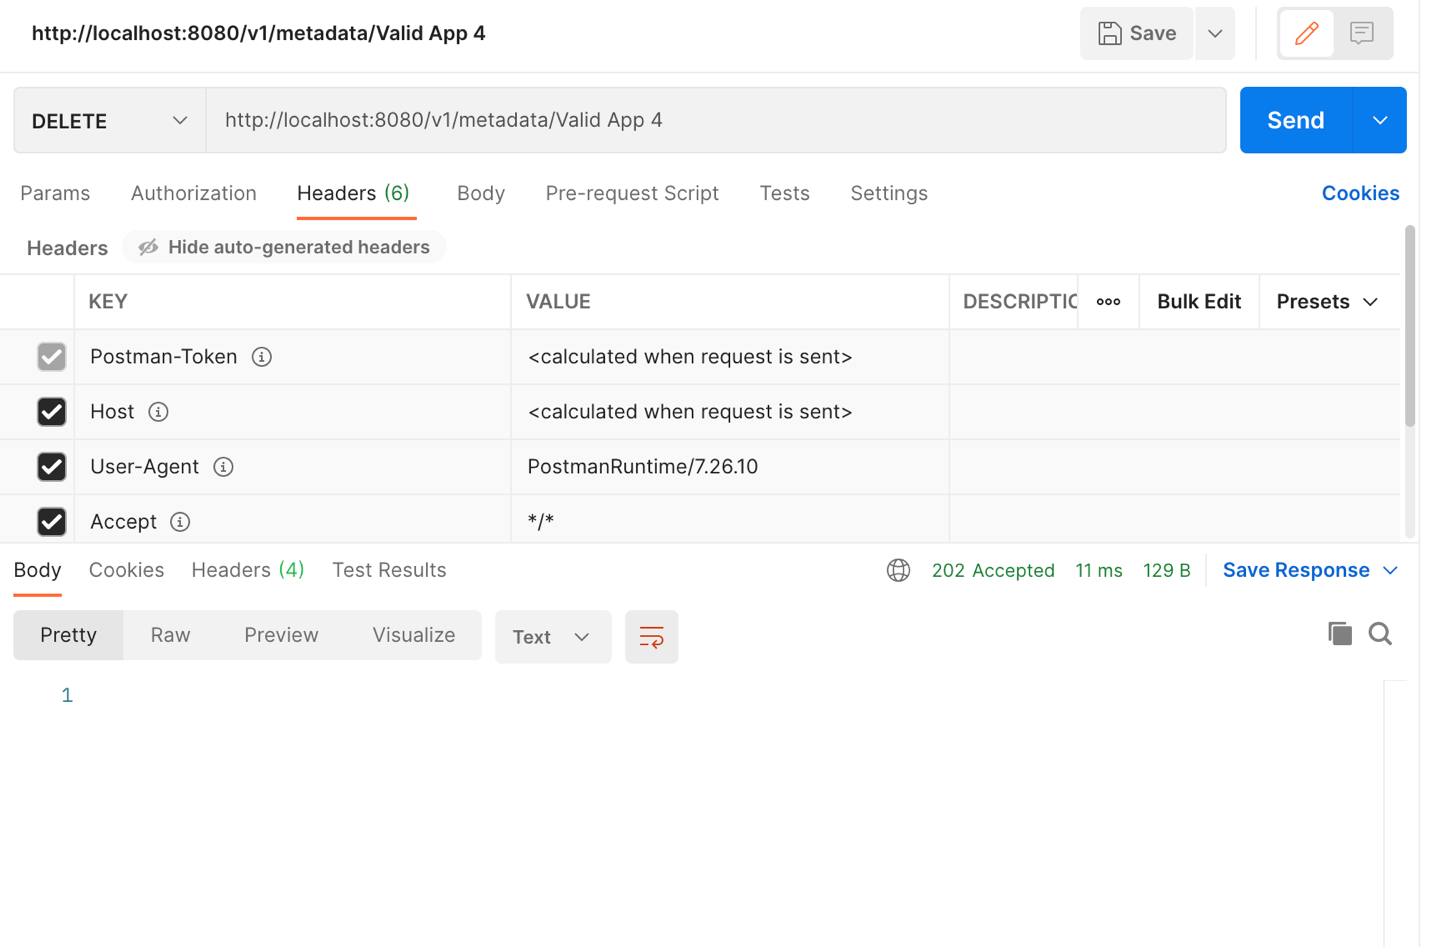 http://localhost:8080/v1/metadata/Valid App 4
Save
DELETE
http://localhost:8080/v1/metadata/Valid App 4
Send
Params Authorization Headers (6) Body Pre-request Script Tests Settings Cookies
Headers Hide auto-generated headers
KEY VALUE DESCRIPTIC ooo Bulk Edit Presets
Postman-Token <calculated when request is sent>
Host <calculated when request is sent>
User-Agent PostmanRuntime/7.26.10
Accept */*
Body Cookies Headers (4) Test Results 202 Accepted 11 ms 129 B Save Response
Pretty Raw Preview Visualize Text
1